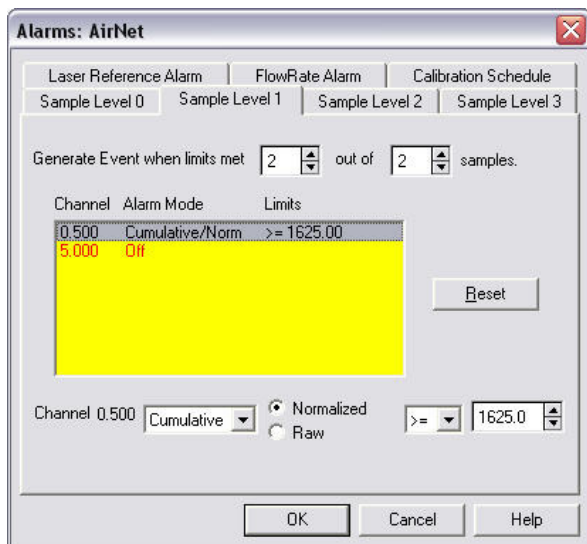 Alarms: AirNet
Laser Reference Alarm FlowRate Alarm Calibration Schedule
Sample Level 0 Sample Level 1 Sample Level 2 Sample Level 3
Generate Event when limits met 2 out of 2 samples.
Channel Alarm Mode Limits
0.500 Cumulative/Norm >= 1625.00
5.000 Off
Reset
Channel 0.500 Cumulative Normalized >= 1625.0
Raw
OK Cancel Help